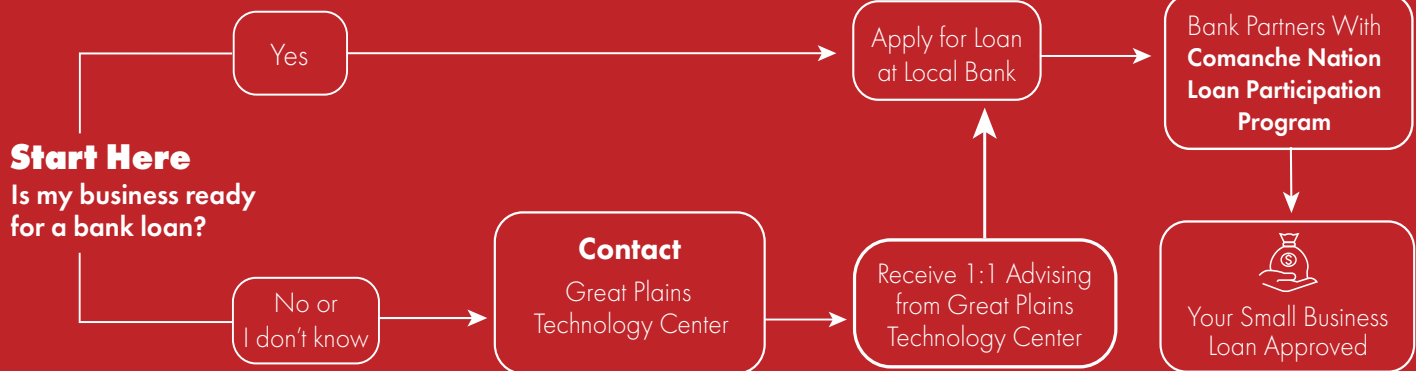 Start Here
Is my business ready
for a bank loan?
Yes
No or
I don't know
Contact
Great Plains
Technology Center
Receive 1:1 Advising
from Great Plains
Technology Center
Apply for Loan
at Local Bank
Bank Partners With
Comanche Nation
Loan Participation
Program
$
Your Small Business
Loan Approved